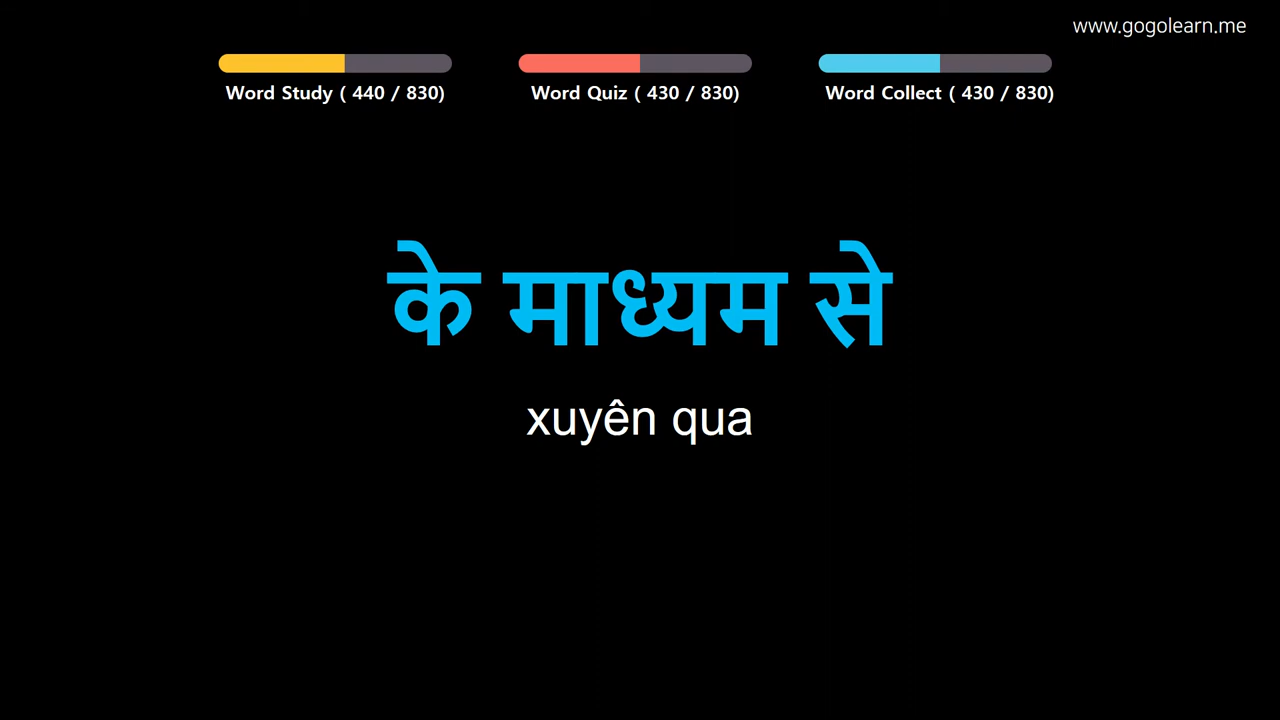 www.gogolearn.me
Word Study ( 440 / 830)
Word Quiz ( 430 / 830)
Word Collect ( 430 / 830)
के माध्यम से
xuyên qua